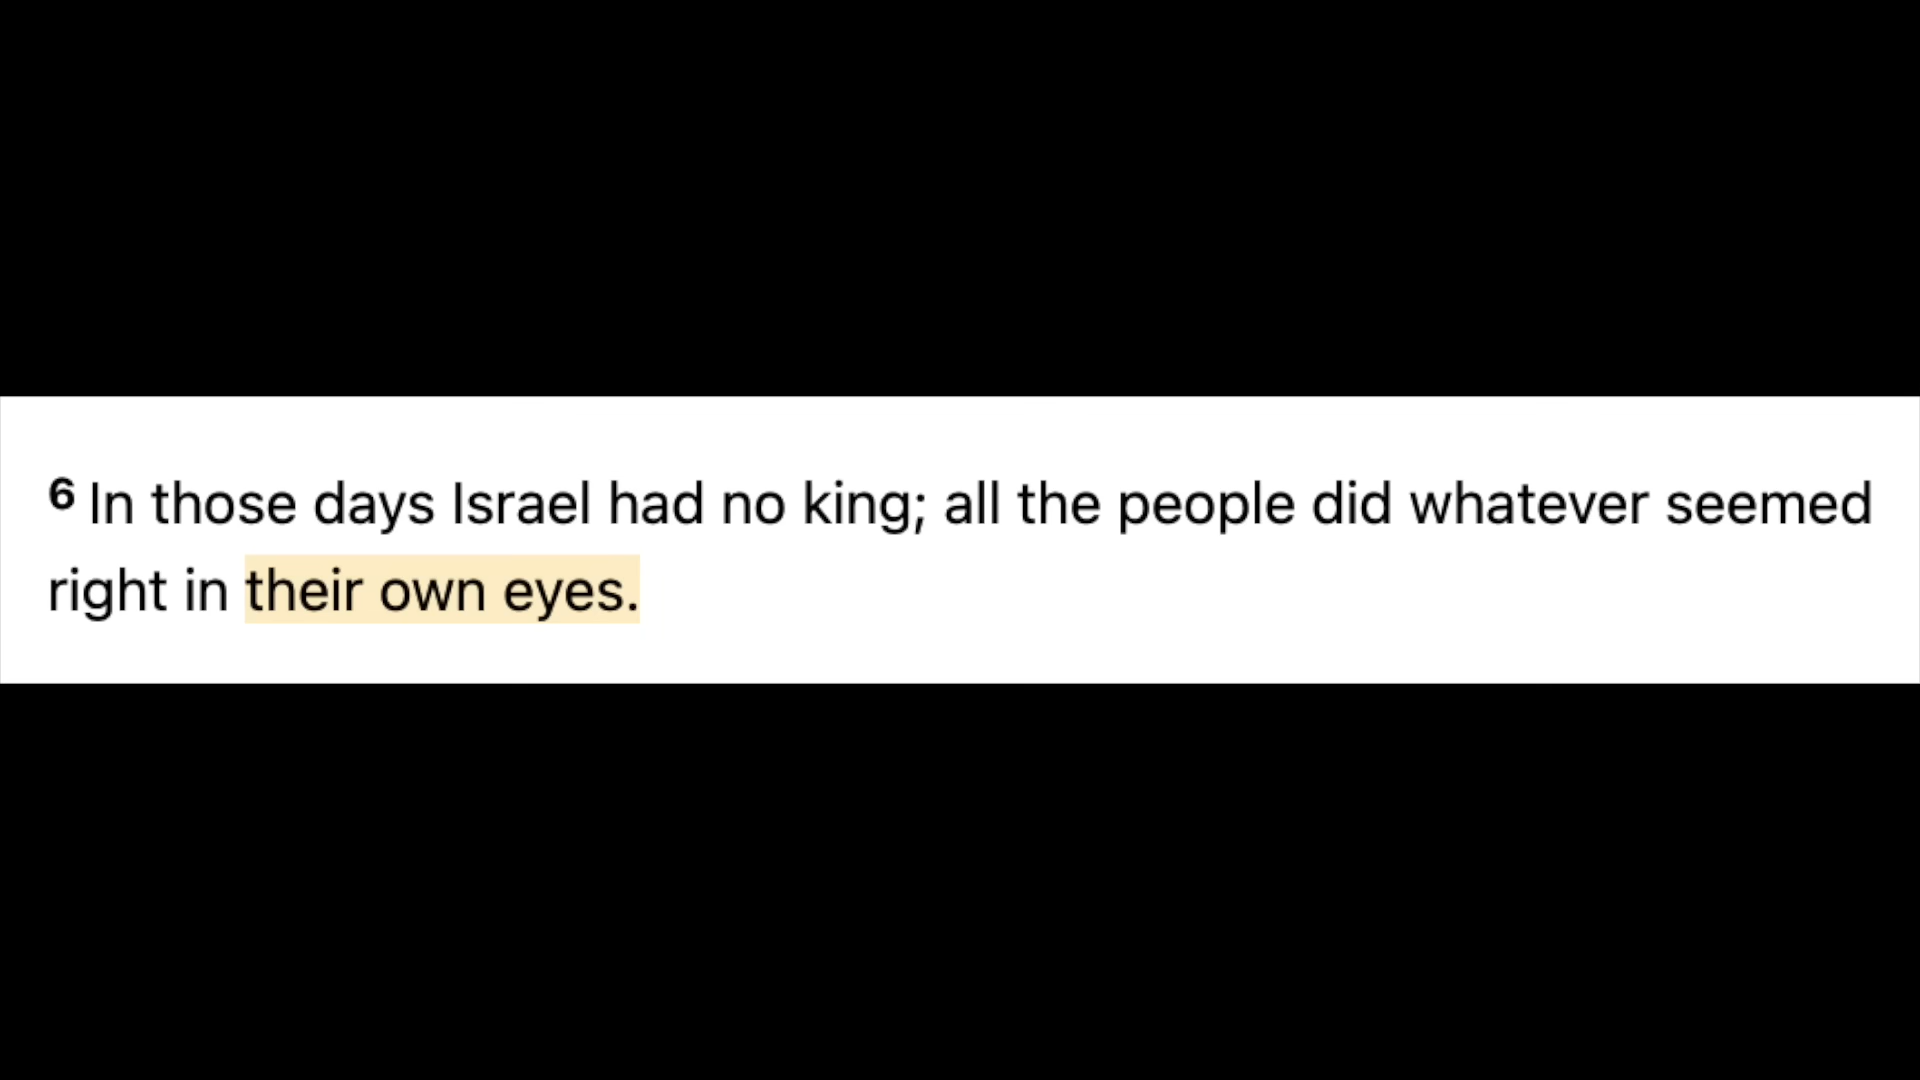 6 In those days Israel had no king; all the people did whatever seemed
right in their own eyes.